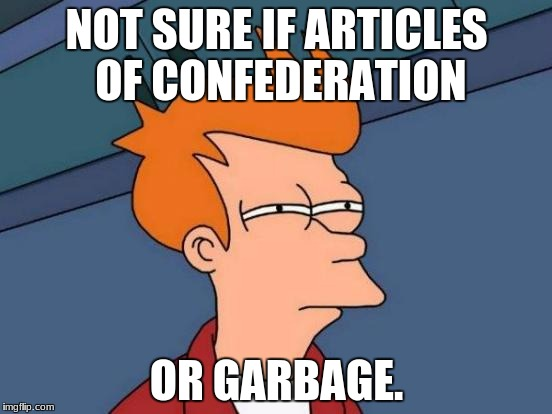 NOT SURE IF ARTICLES
OF CONFEDERATION
OR GARBAGE.
imgflip.com